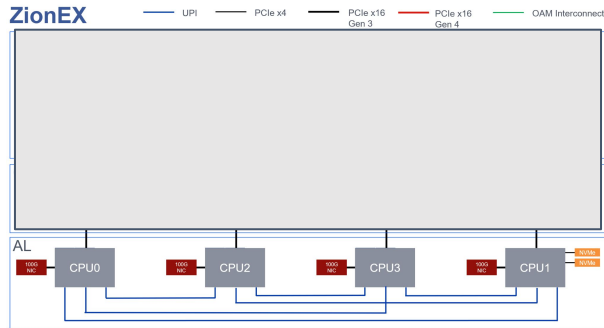 ZionEX
UPI
PCIe x4
PCIe x16
Gen 3
PCIe x16
Gen 4
OAM Interconnect
AL
100G
NIC
CPU0
100G
NIC
CPU2
100G
NIC
CPU3
100G
NIC
CPU1
NVMe
NVMe